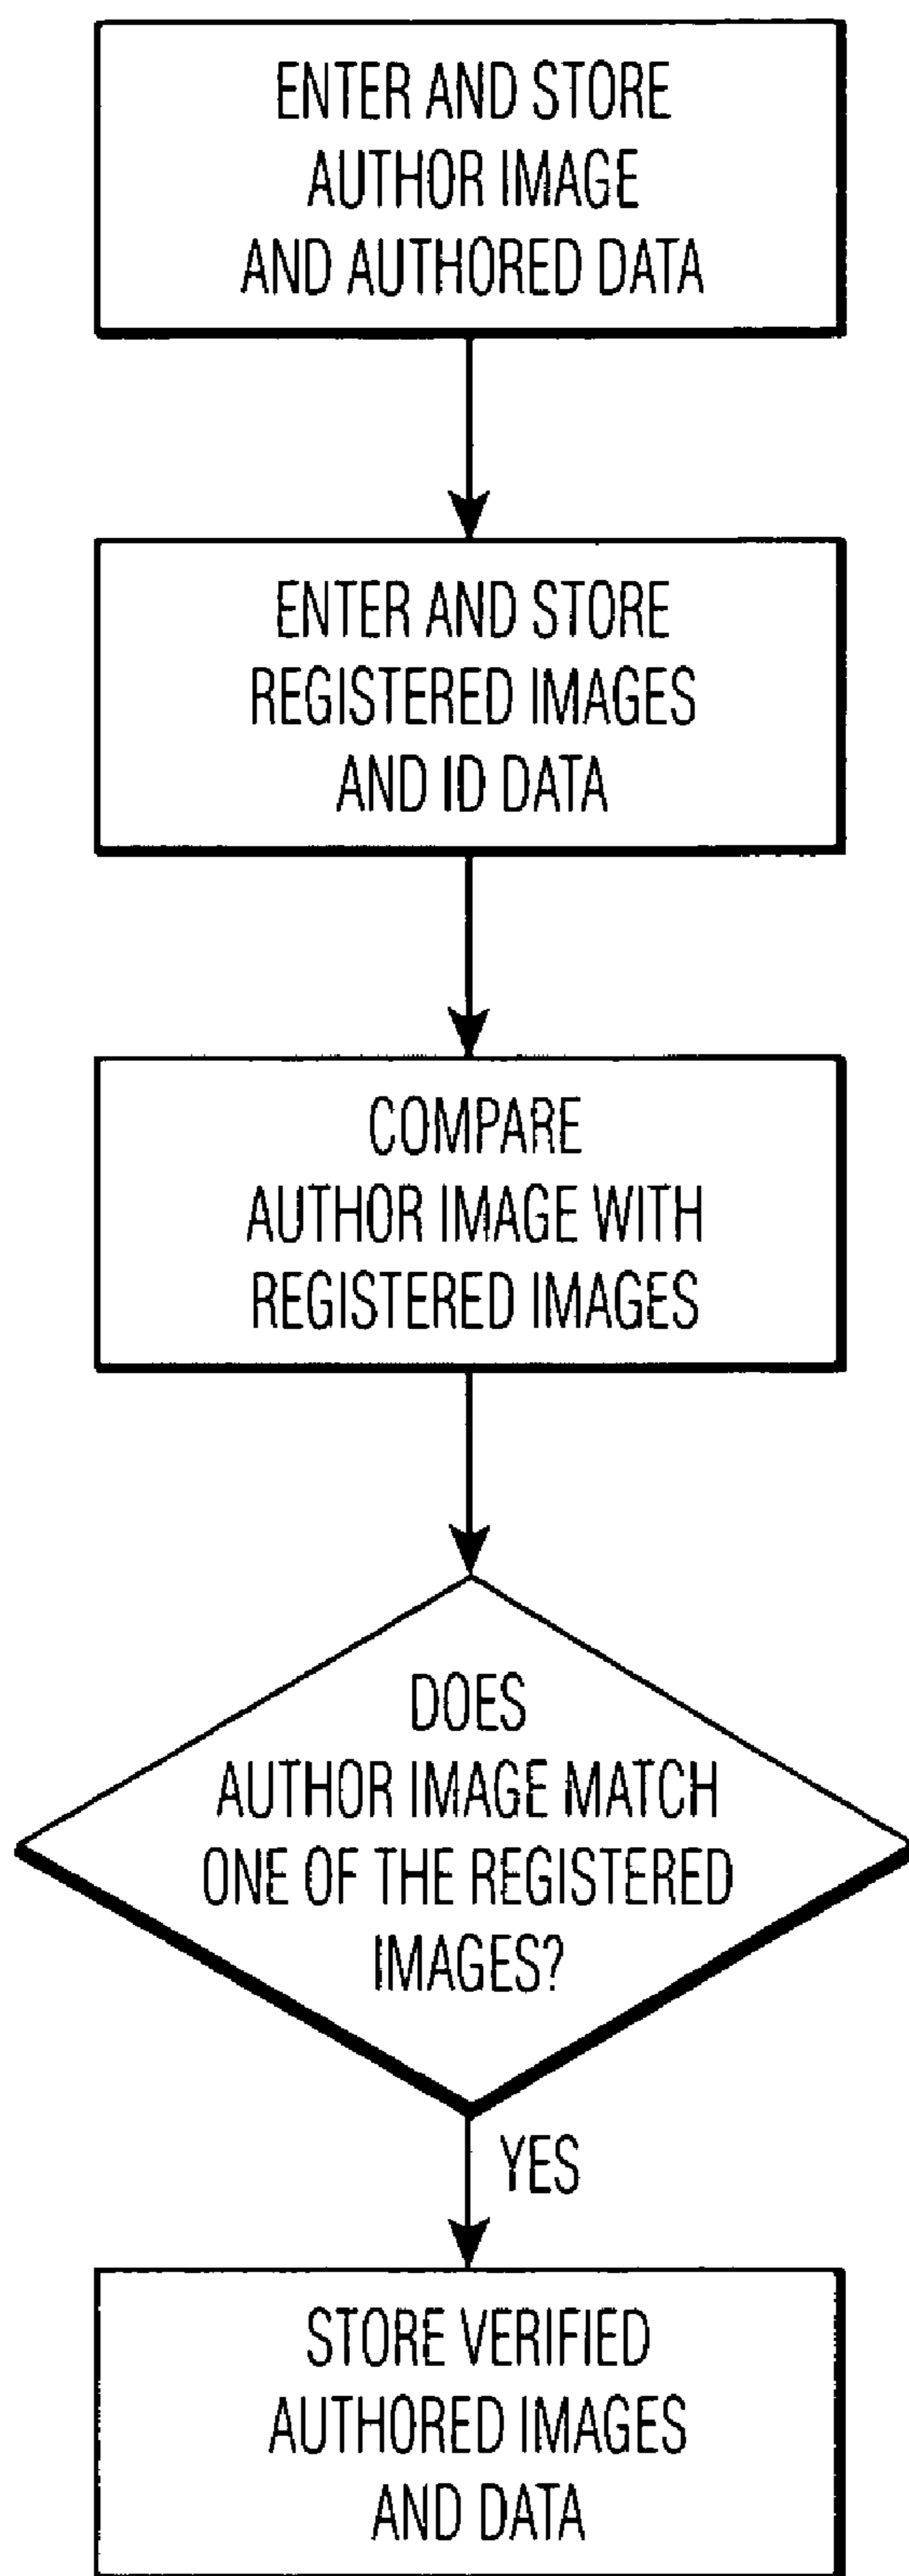 ENTER AND STORE
AUTHOR IMAGE
AND AUTHORED DATA
ENTER AND STORE
REGISTERED IMAGES
AND ID DATA
COMPARE
AUTHOR IMAGE WITH
REGISTERED IMAGES
DOES
AUTHOR IMAGE MATCH
ONE OF THE REGISTERED
IMAGES?
YES
STORE VERIFIED
AUTHORED IMAGES
AND DATA